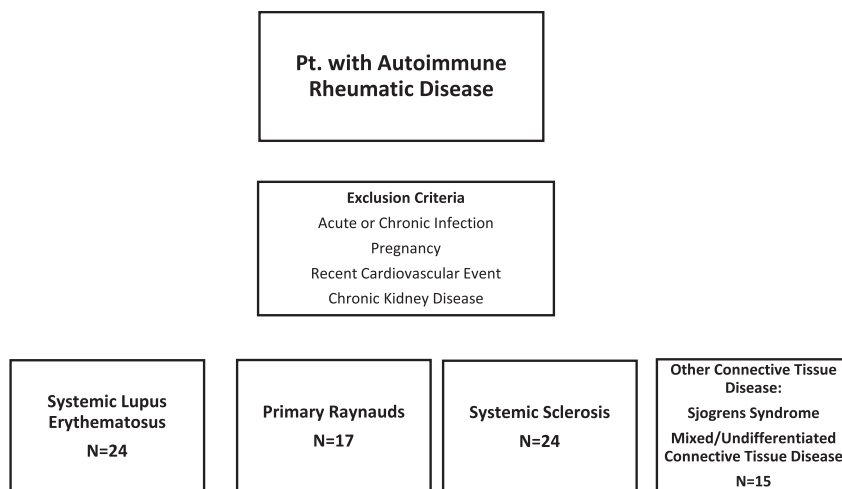 Pt. with Autoimmune
Rheumatic Disease
Exclusion Criteria
Acute or Chronic Infection
Pregnancy
Recent Cardiovascular Event
Chronic Kidney Disease
Systemic Lupus
Erythematosus
N=24
Primary Raynauds
N=17
Systemic Sclerosis
N=24
Other Connective Tissue
Disease:
Sjogrens Syndrome
Mixed/Undifferentiated
Connective Tissue Disease
N=15